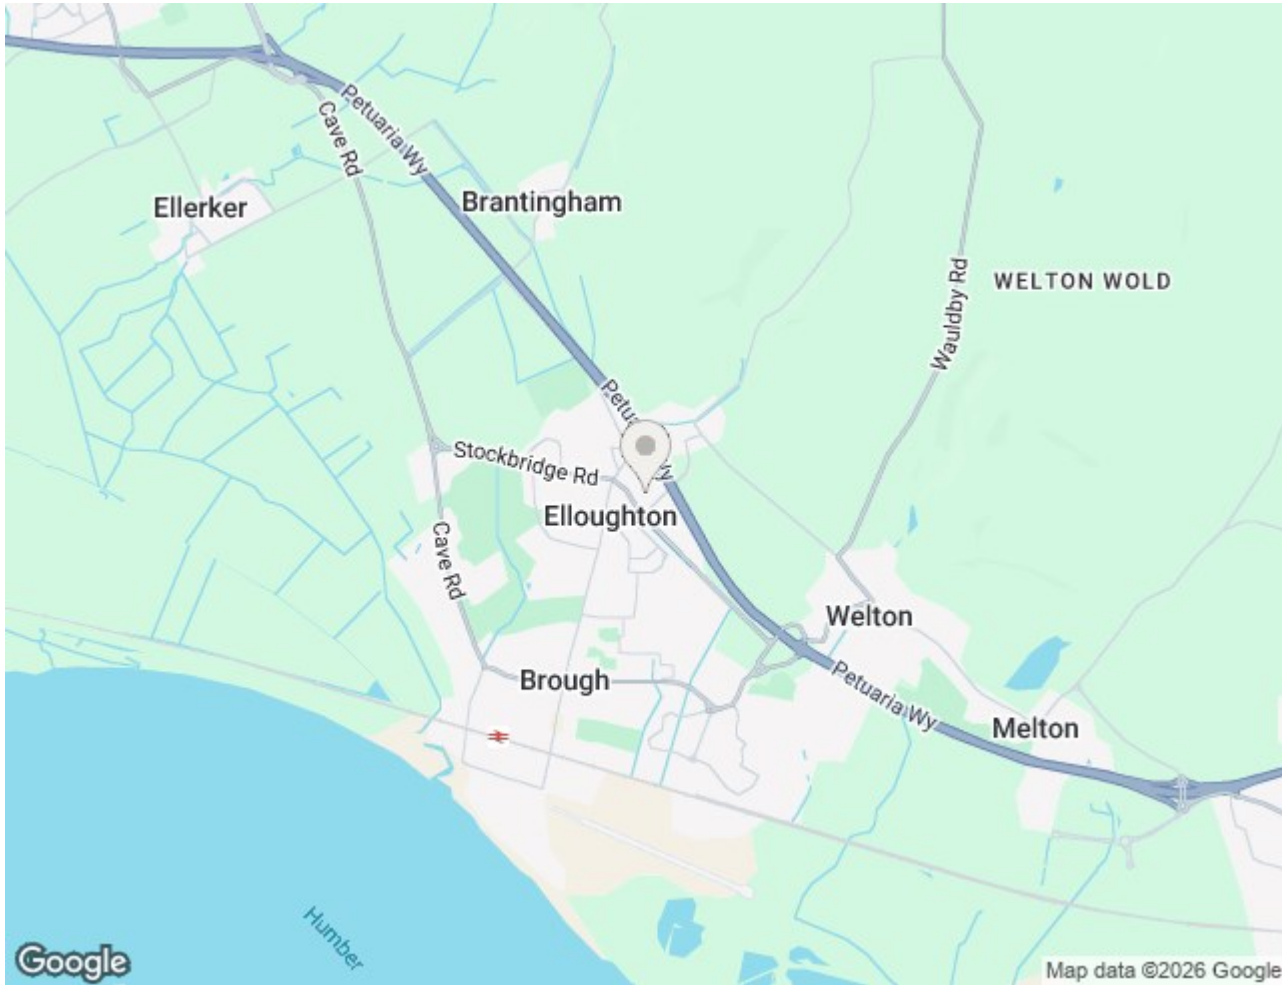 Petuaria Wy
Cave Rd
Ellerker
Brantingham
WELTON WOLD
Wauldby Rd
Stockbridge Rd
Elloughton
Cave Rd
Welton
Brough
Petuaria Wy
Melton
Humber
Google
Map data ©2026 Google